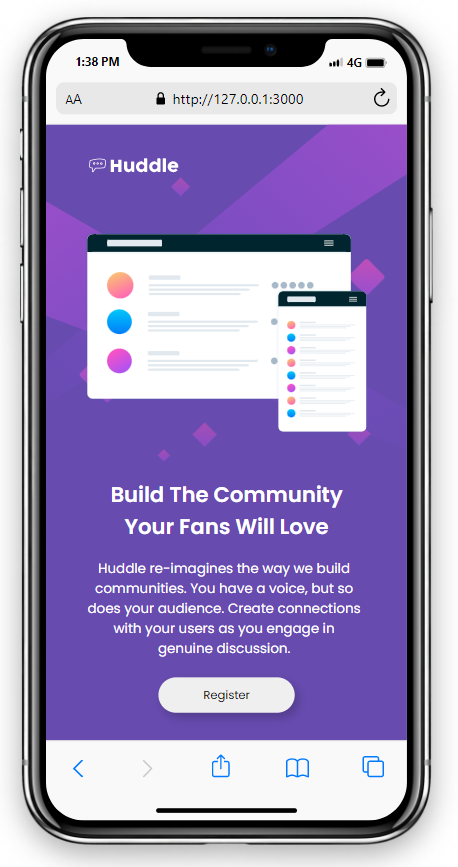 1:38 PM
4G
AA
http://127.0.0.1:3000
Huddle
Build The Community
Your Fans Will Love
Huddle re-imagines the way we build
communities. You have a voice, but so
does your audience. Create connections
with your users as you engage in
genuine discussion.
Register